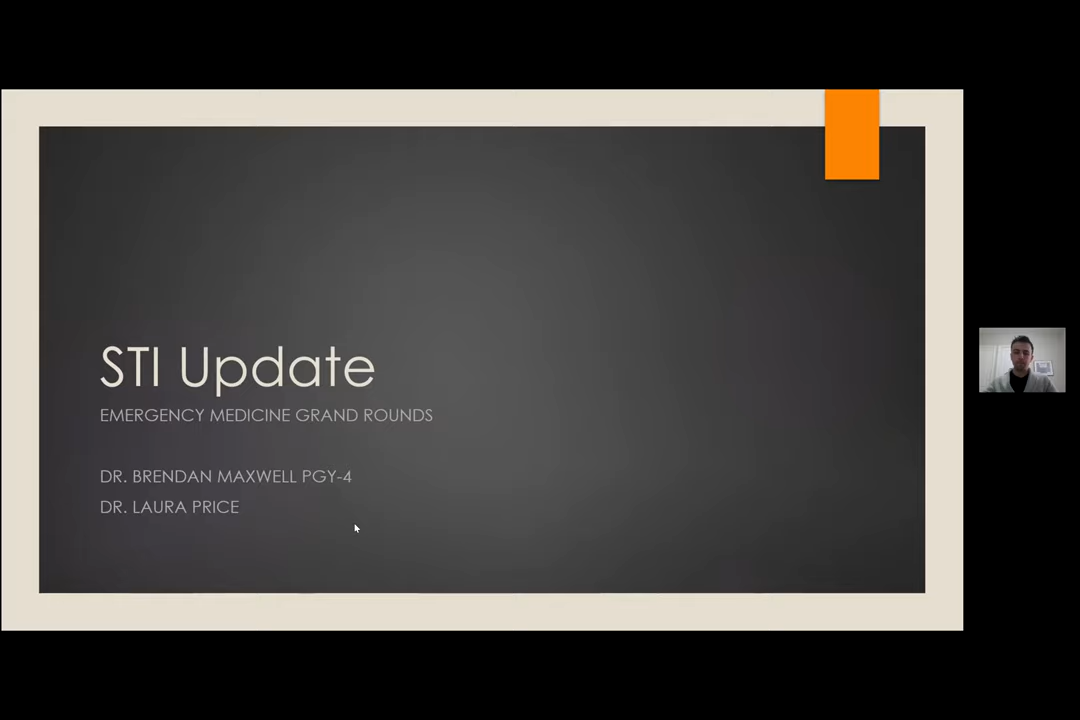 STI Update
EMERGENCY MEDICINE GRAND ROUNDS
DR. BRENDAN MAXWELL PGY-4
DR. LAURA PRICE